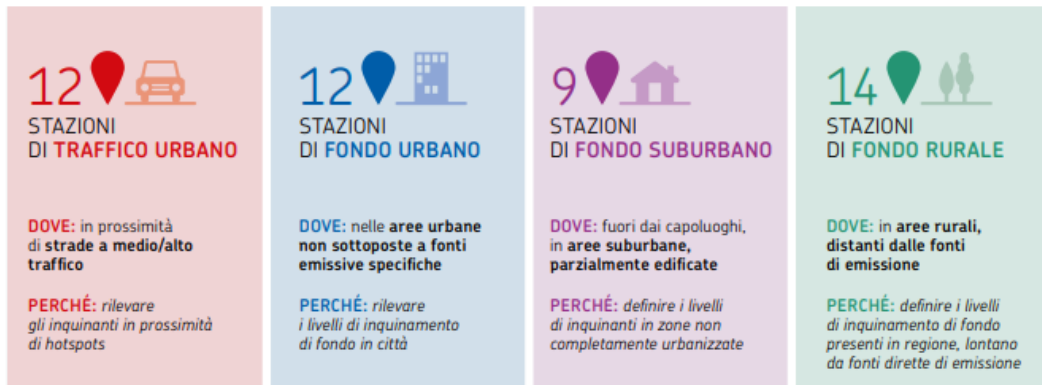 12
STAZIONI
DI TRAFFICO URBANO
DOVE: in prossimità
di strade a medio/alto
traffico
PERCHÉ: rilevare
gli inquinanti in prossimità
di hotspots
12
STAZIONI
DI FONDO URBANO
DOVE: nelle aree urbane
non sottoposte a fonti
emissive specifiche
PERCHÉ: rilevare
i livelli di inquinamento
di fondo in città
9
STAZIONI
DI FONDO SUBURBANO
DOVE: fuori dai capoluoghi,
in aree suburbane,
parzialmente edificate
PERCHÉ: definire i livelli
di inquinanti in zone non
completamente urbanizzate
14
STAZIONI
DI FONDO RURALE
DOVE: in aree rurali,
distanti dalle fonti
di emissione
PERCHÉ: definire i livelli
di inquinamento di fondo
presenti in regione, lontano
da fonti dirette di emissione